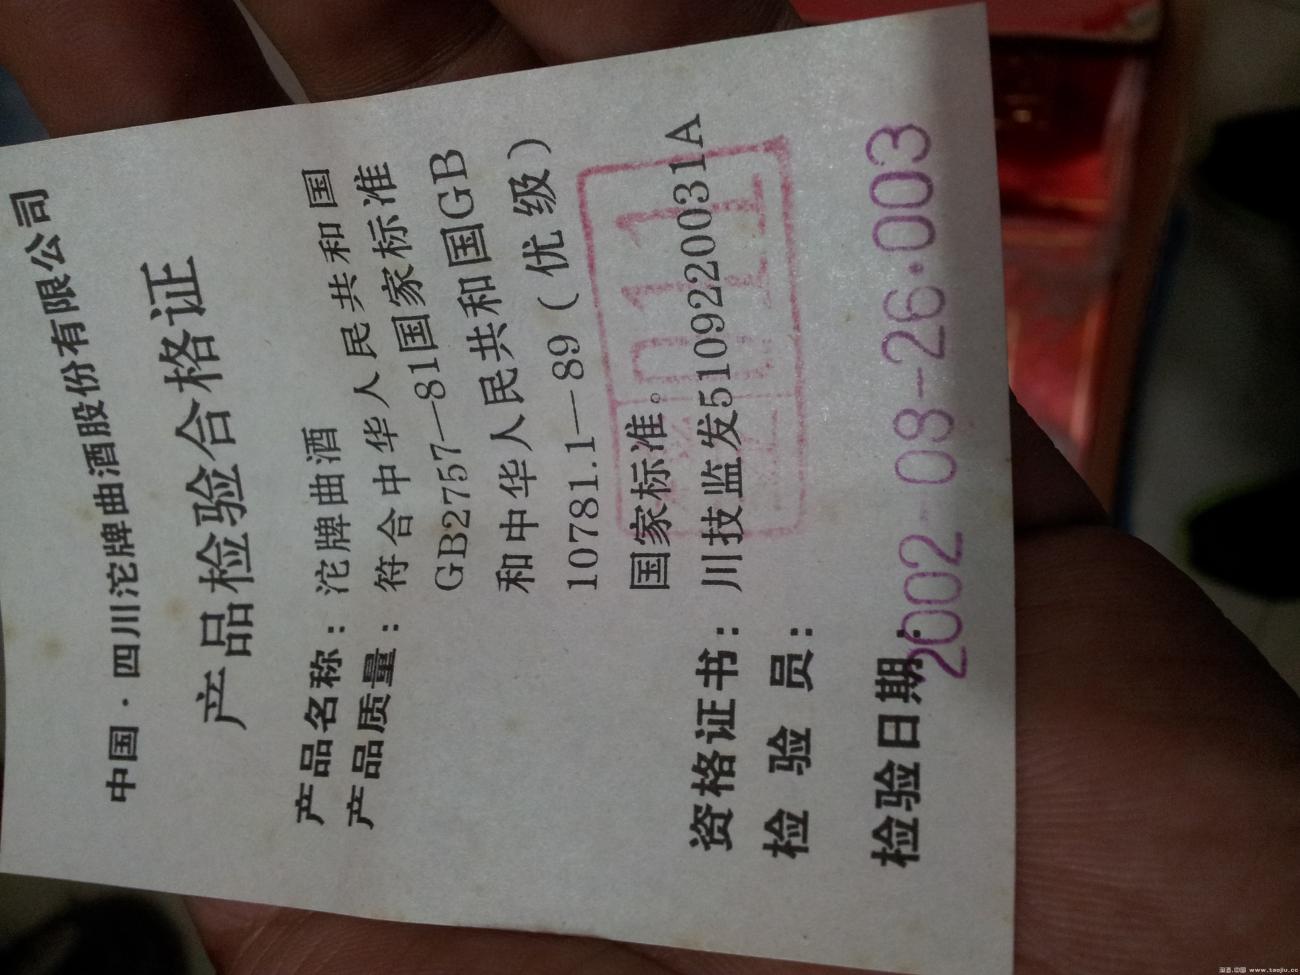 中国·四川沱牌曲酒股份有限公司
产品检验合格证
产品名称：沱牌曲酒
产品质量：符合中华人民共和国
GB2757—81国家标准
和中华人民共和国GB
10781.1—89（优级）
国家标准。
资格证书：川技监发5109220031A
检验员：
011
检验日期：2002-08-26.003
www.taojiu.cc